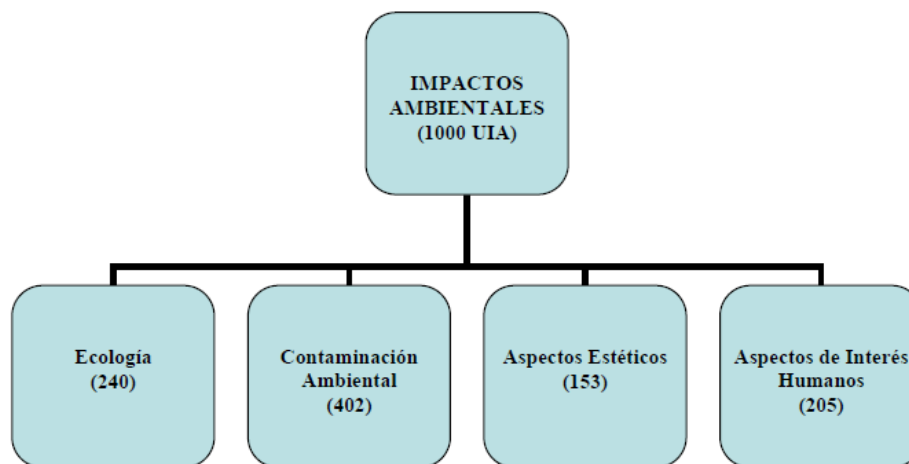 IMPACTOS
AMBIENTALES
(1000 UIA)
Ecología
(240)
Contaminación
Ambiental
(402)
Aspectos Estéticos
(153)
Aspectos de Interés
Humanos
(205)